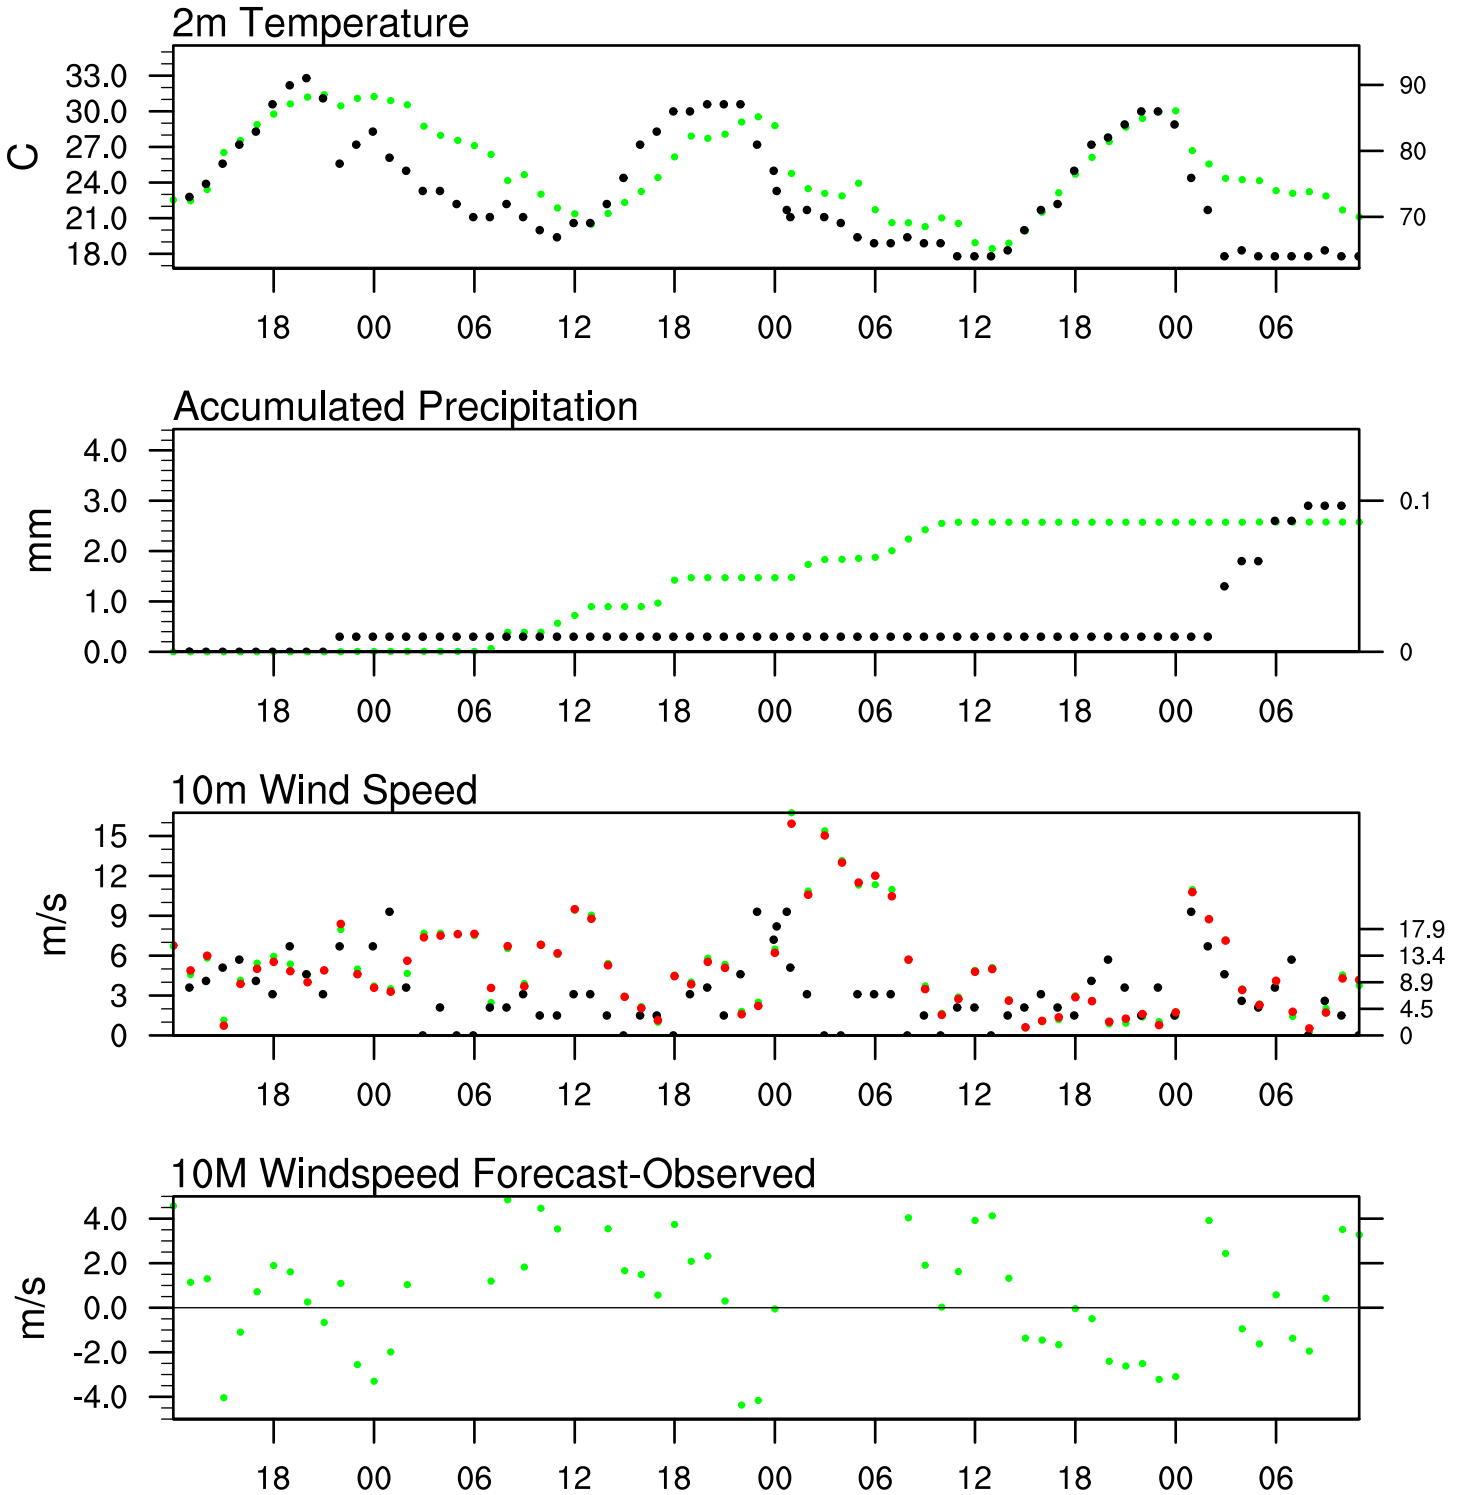 2m Temperature
33.0
30.0
27.0
24.0
21.0
18.0
C
90
80
70
18 00 06 12 18 00 06 12 18 00 06
Accumulated Precipitation
4.0
3.0
2.0
1.0
0.0
mm
0.1
0
18 00 06 12 18 00 06 12 18 00 06
10m Wind Speed
15
12
9
6
3
0
m/s
17.9
13.4
8.9
4.5
0
18 00 06 12 18 00 06 12 18 00 06
10M Windspeed Forecast-Observed
4.0
2.0
0.0
-2.0
-4.0
m/s
18 00 06 12 18 00 06 12 18 00 06